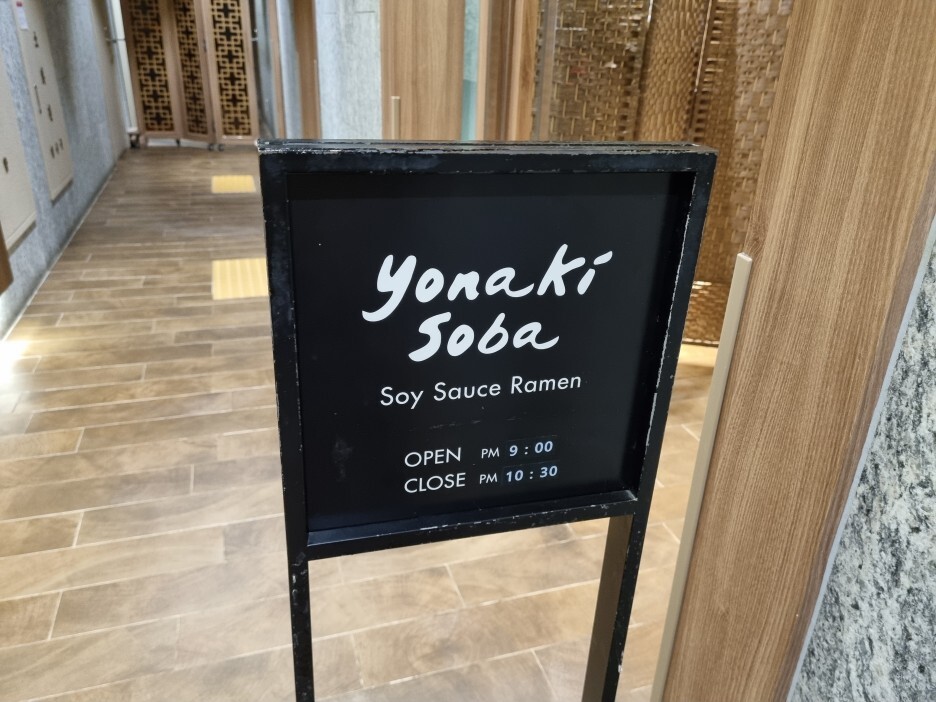 yonaki
soba
Soy Sauce Ramen
OPEN PM 9 : 00
CLOSE PM 10 : 30